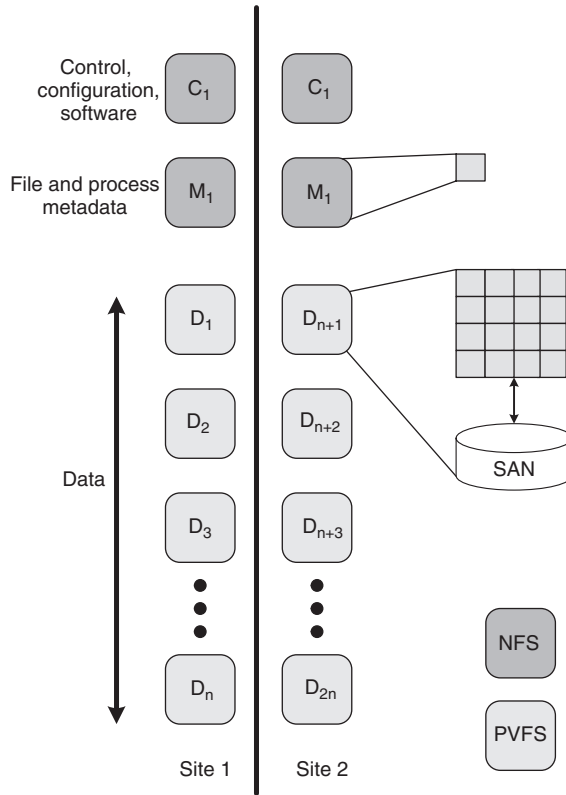 Control,
configuration,
software
C1
C1
File and process
metadata
M1
M1
D1
Dn+1
D2
Dn+2
SAN
Data
D3
Dn+3
NFS
Dn
D2n
PVFS
Site 1
Site 2